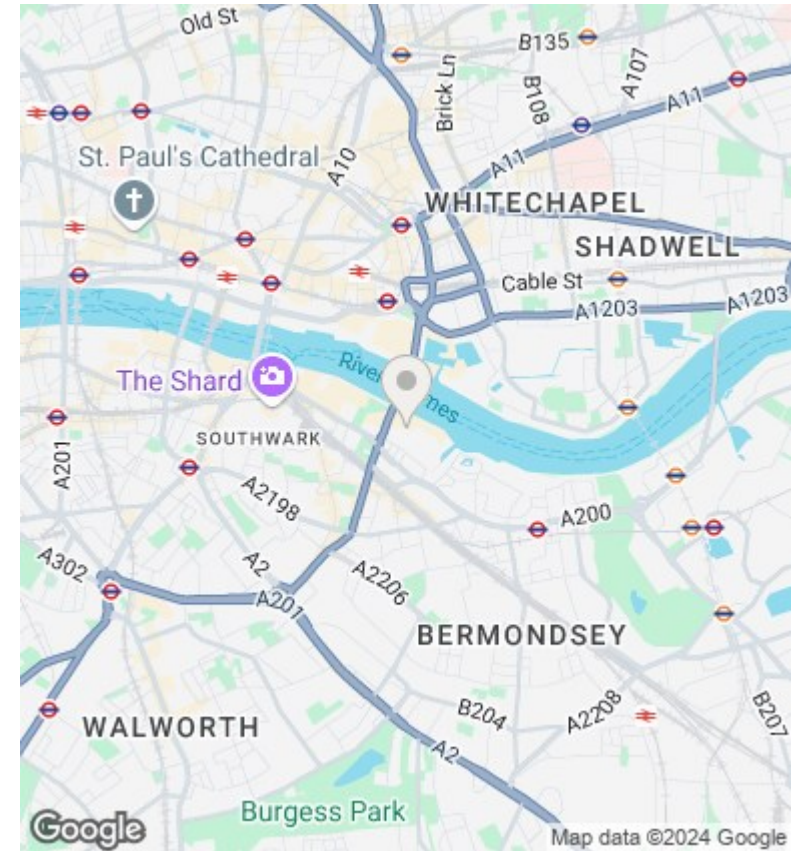 Old St
B135
A107
Brick Ln
B108
A11
St. Paul's Cathedral
A10
A11
WHITECHAPEL
SHADWELL
Cable St
A1203
A1203
The Shard
River
mes
SOUTHWARK
A201
A2198
A200
A302
A2
A2206
A201
BERMONDSEY
B204
A2208
B207
WALWORTH
A2
Burgess Park
Google
Map data ©2024 Google